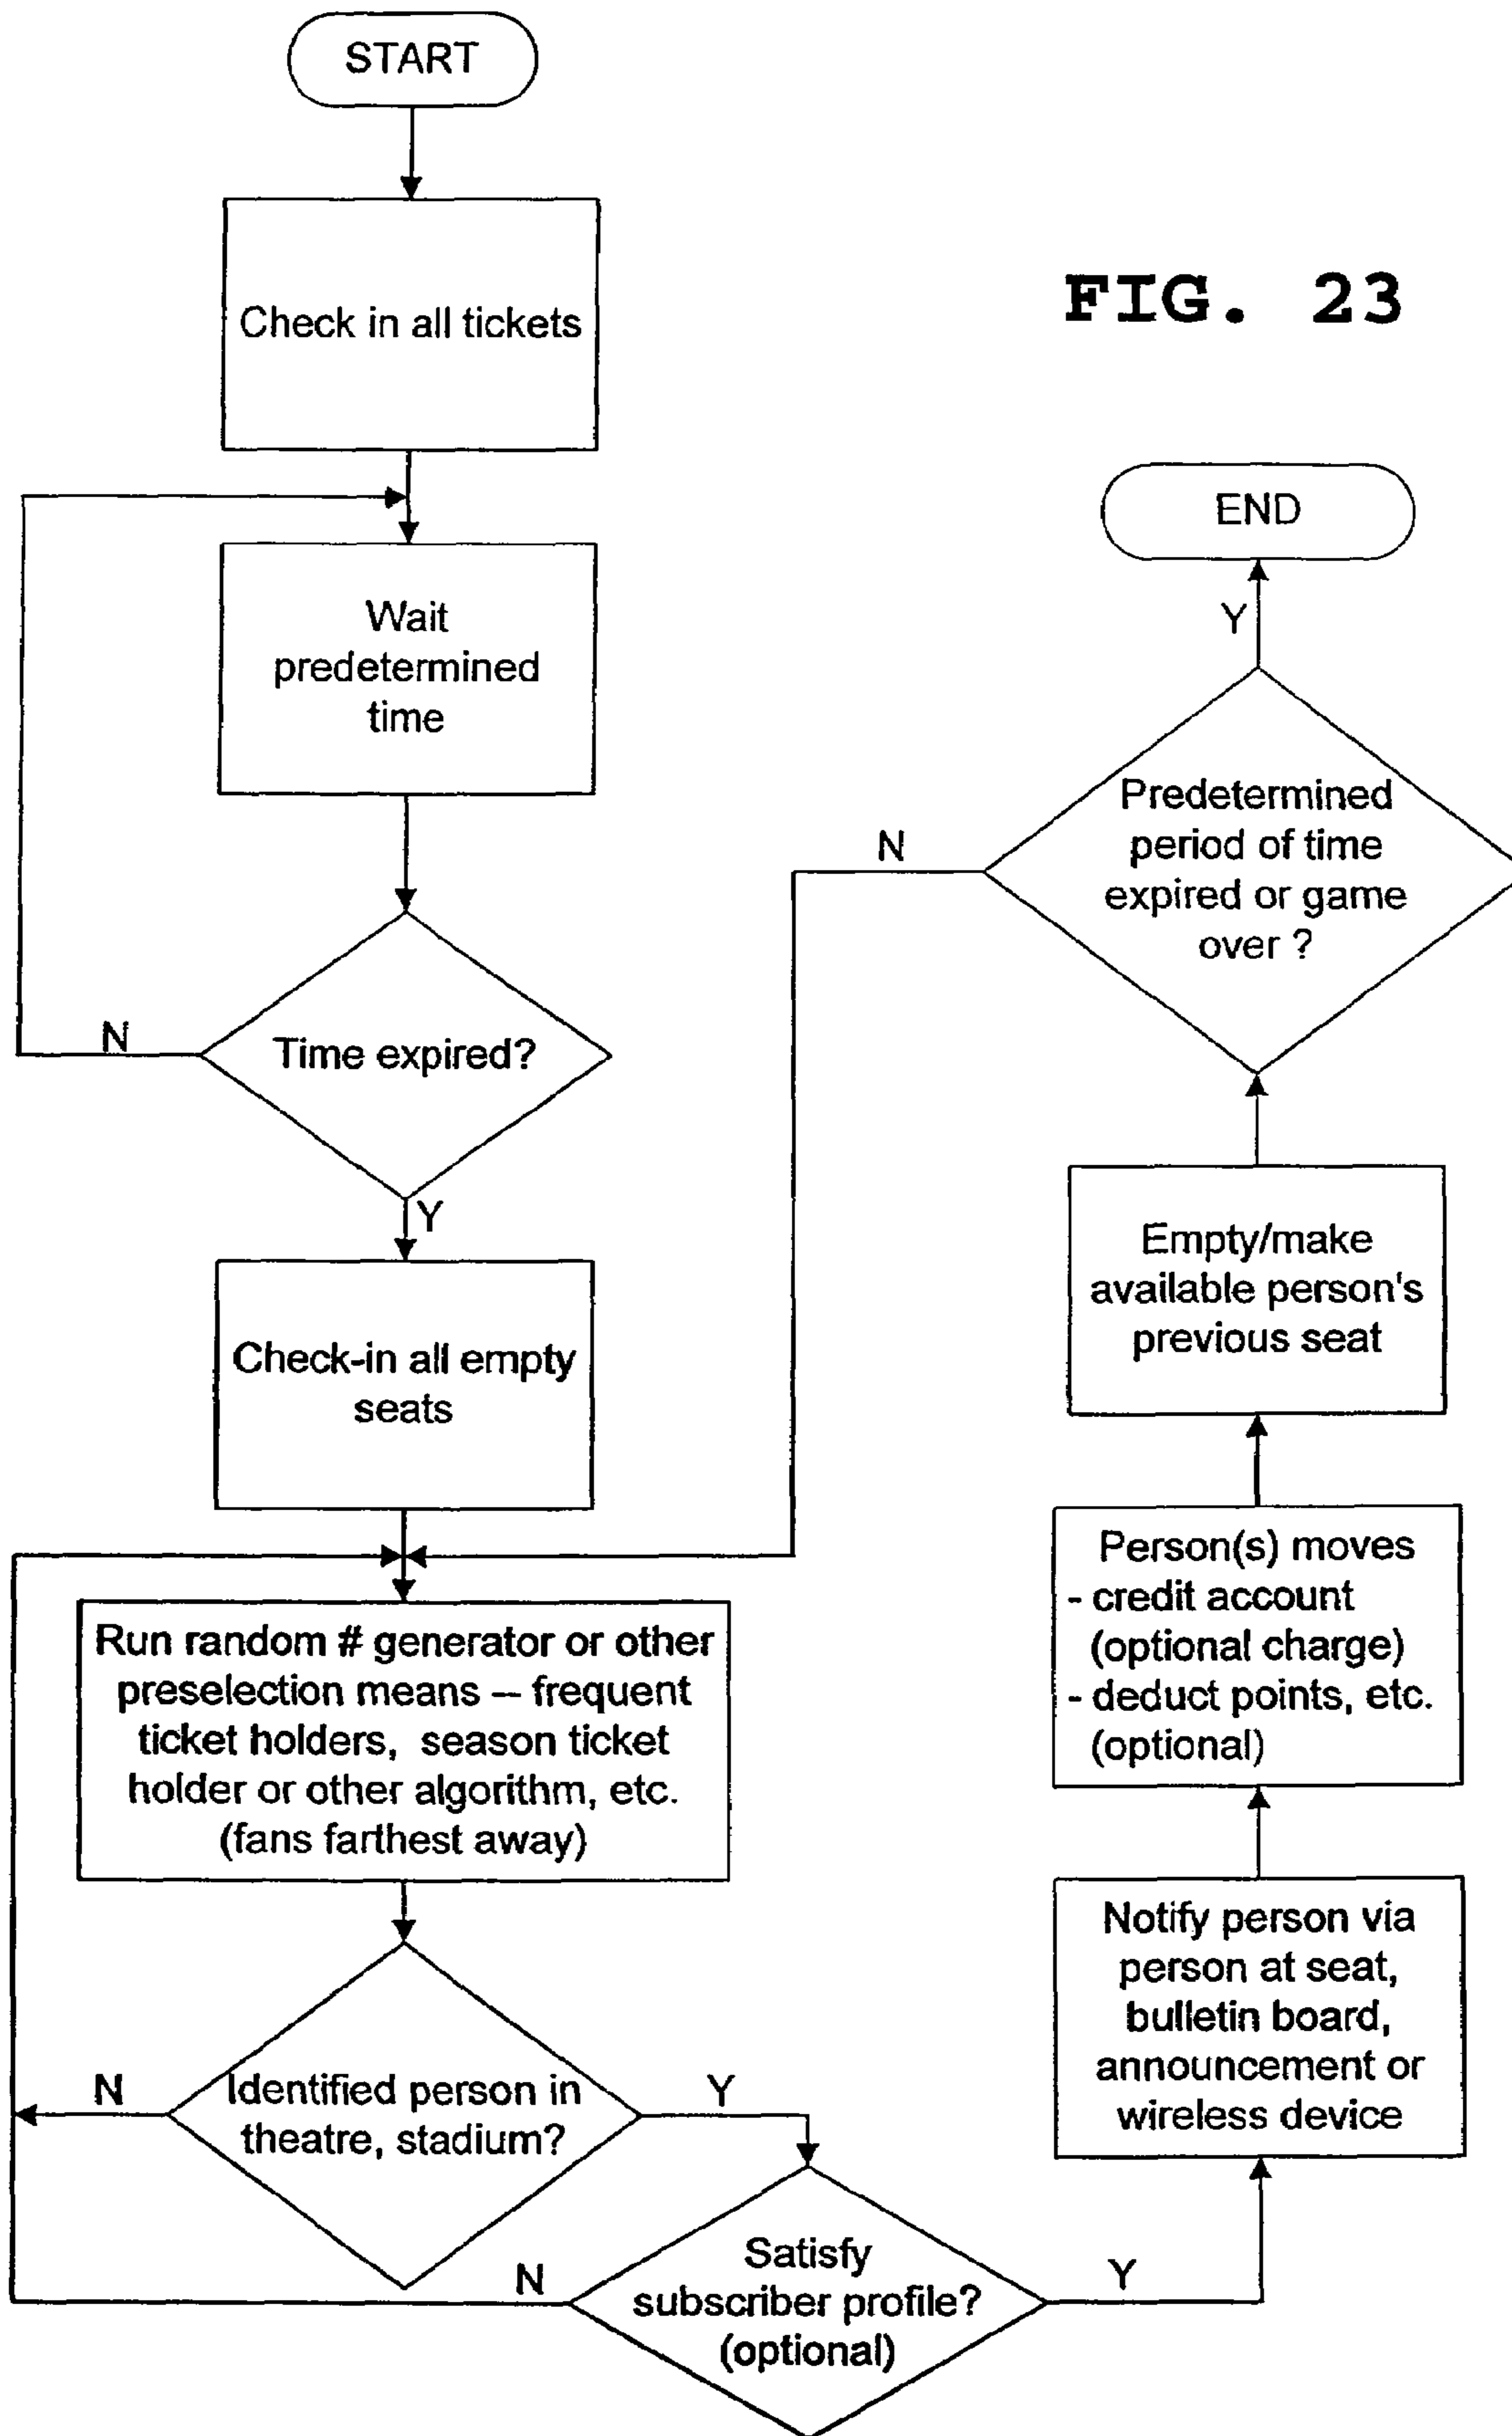 START
Check in all tickets
FIG. 23
Wait
predetermined
time
Time expired?
N
Y
Check-in all empty
seats
Run random # generator or other
preselection means – frequent
ticket holders, season ticket
holder or other algorithm, etc.
(fans farthest away)
Identified person in
theatre, stadium?
N
Y
Satisfy
subscriber profile?
(optional)
N
Y
Notify person via
person at seat,
bulletin board,
announcement or
wireless device
Person(s) moves
- credit account
(optional charge)
- deduct points, etc.
(optional)
Empty/make
available person's
previous seat
Predetermined
period of time
expired or game
over ?
N
Y
END